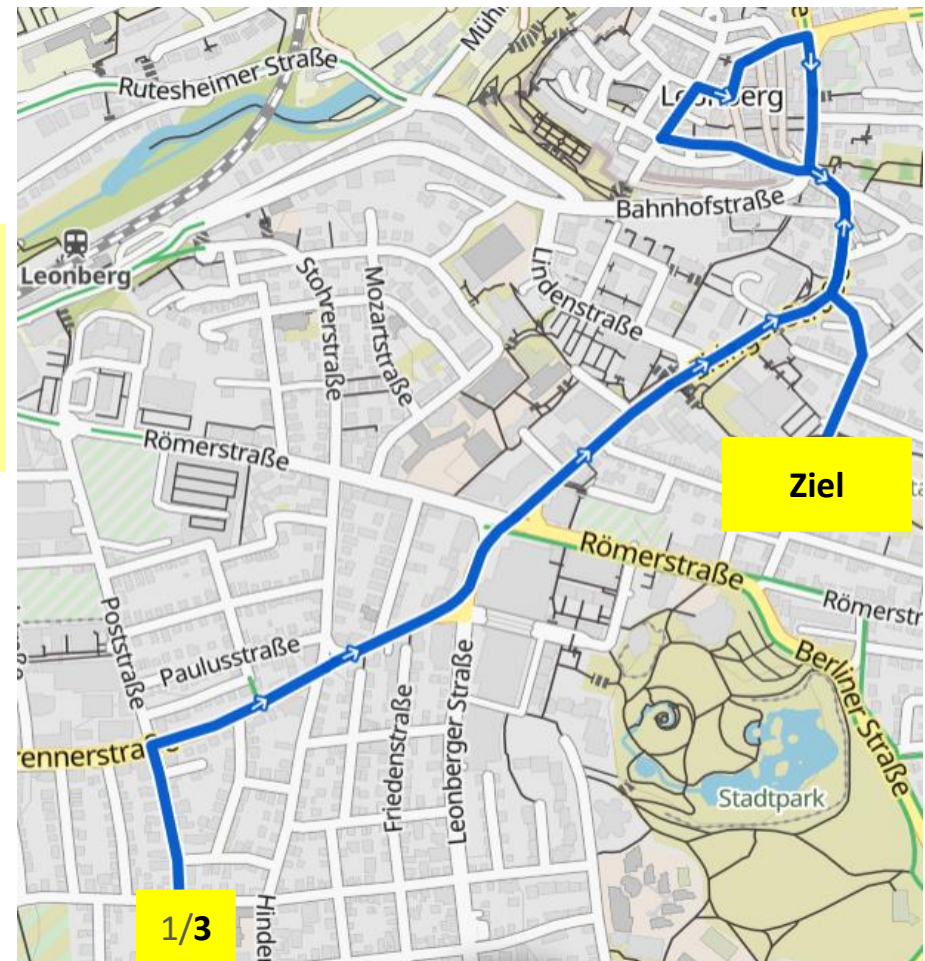 Rutesheimer Straße
Leonberg
Bahnhofstraße
Leonberg
Lindenstraße
Stohrerstraße
Mozartstraße
Römerstraße
Ziel
Römerstraße
Poststraße
Paulusstraße
Friedenstraße
Leonberger Straße
Römerstr
Berliner Straße
Stadtpark
1/3